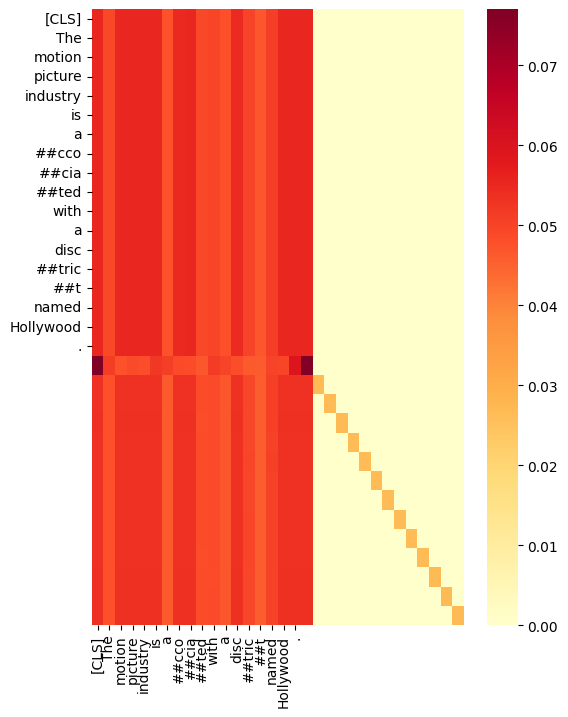 [CLS]
The
motion
picture
industry
is
a
##cco
##cia
##ted
with
a
disc
##tric
##t
named
Hollywood
.
0.07
0.06
0.05
0.04
0.03
0.02
0.01
0.00
[CLS]
The
motion
picture
industry
is
a
##cco
##cia
##ted
with
a
disc
##tric
##t
named
Hollywood
.